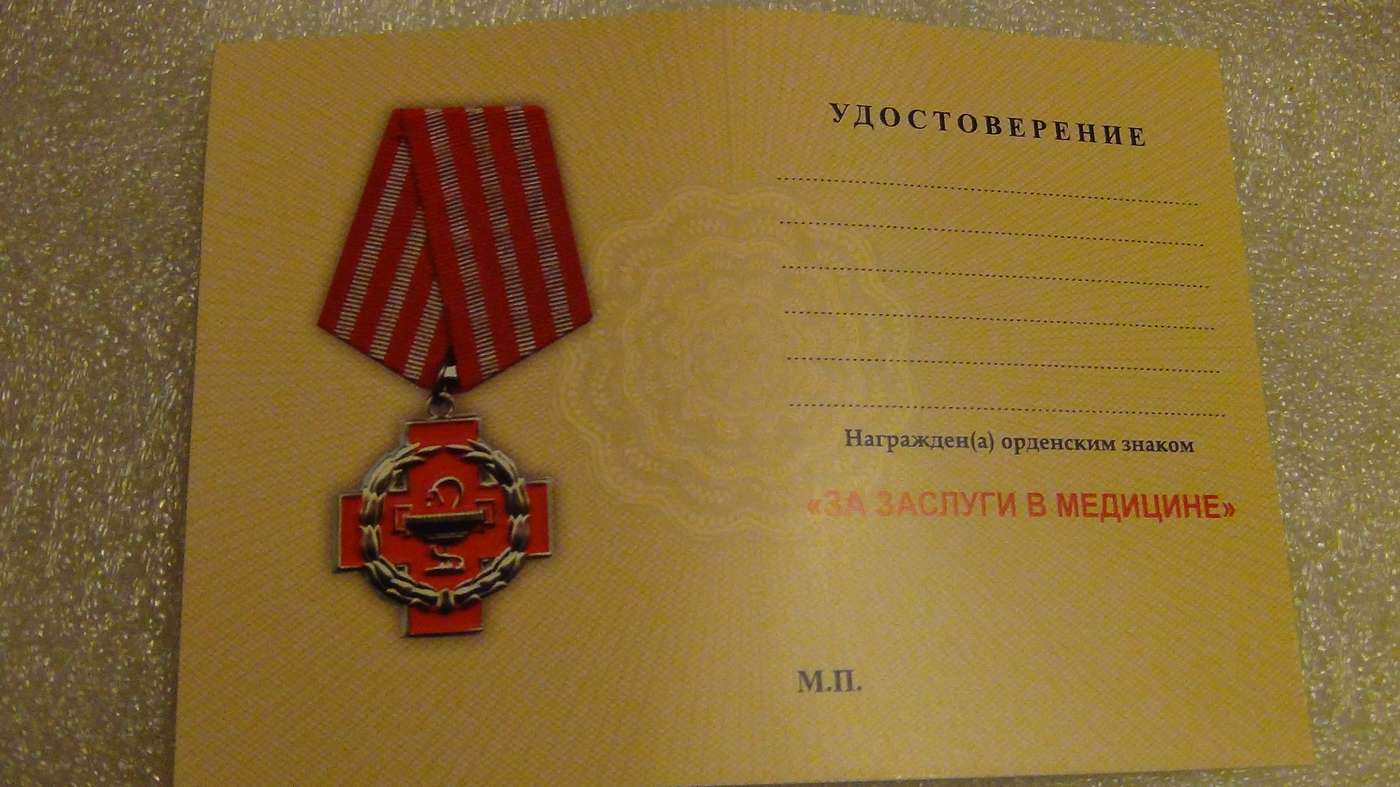 УДОСТОВЕРЕНИЕ
Награжден(а) орденским знаком
«ЗА ЗАСЛУГИ В МЕДИЦИНЕ»
М.П.